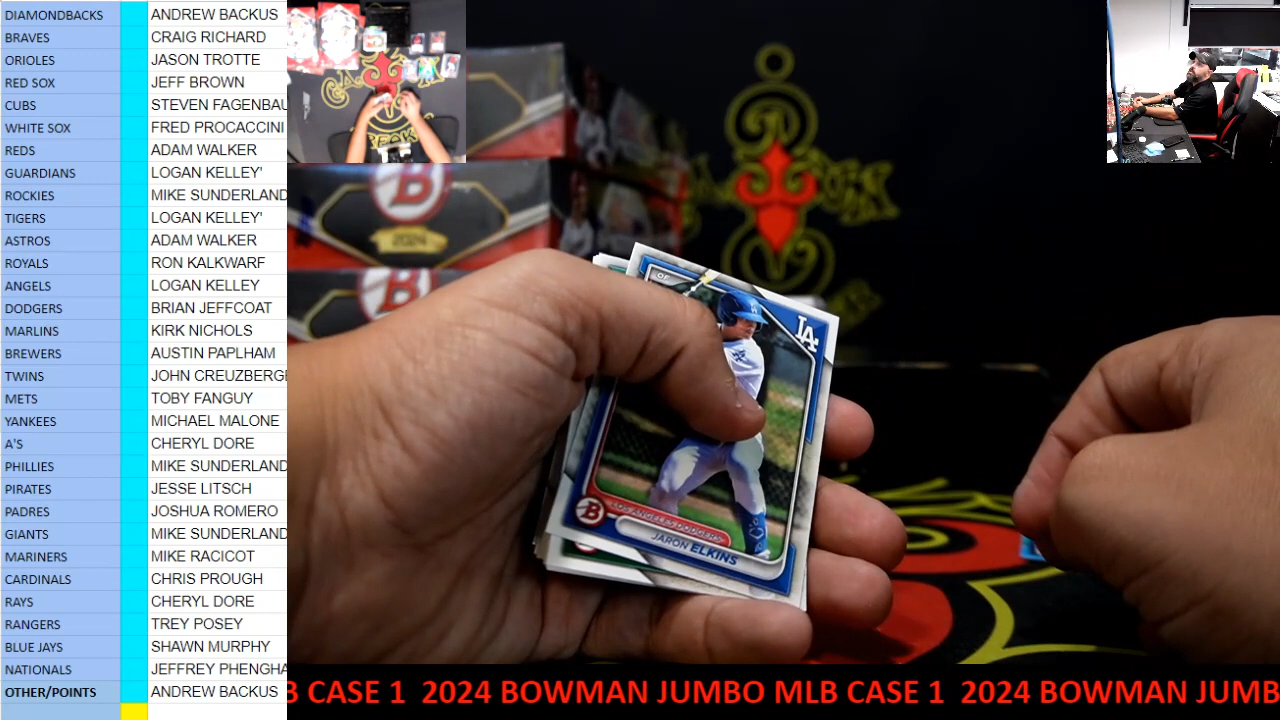 DIAMONDBACKS ANDREW BACKUS
BRAVES CRAIG RICHARD
ORIOLES JASON TROTTE
RED SOX JEFF BROWN
CUBS STEVEN FAGENBAU
WHITE SOX FRED PROCACCINI
REDS ADAM WALKER
GUARDIANS LOGAN KELLEY'
ROCKIES MIKE SUNDERLAND
TIGERS LOGAN KELLEY'
ASTROS ADAM WALKER
ROYALS RON KALKWARF
ANGELS LOGAN KELLEY
DODGERS BRIAN JEFFCOAT
MARLINS KIRK NICHOLS
BREWERS AUSTIN PAPLHAM
TWINS JOHN CREUZBERGE
METS TOBY FANGUY
YANKEES MICHAEL MALONE
A'S CHERYL DORE
PHILLIES MIKE SUNDERLAND
PIRATES JESSE LITSCH
PADRES JOSHUA ROMERO
GIANTS MIKE SUNDERLAND
MARINERS MIKE RACICOT
CARDINALS CHRIS PROUGH
RAYS CHERYL DORE
RANGERS TREY POSEY
BLUE JAYS SHAWN MURPHY
NATIONALS JEFFREY PHENGHA
OTHER/POINTS ANDREW BACKUS
B
2024
B
OF
LA
B
LOS ANGELES DODGERS
JARON ELKINS
B CASE 1 2024 BOWMAN JUMBO MLB CASE 1 2024 BOWMAN JUMB